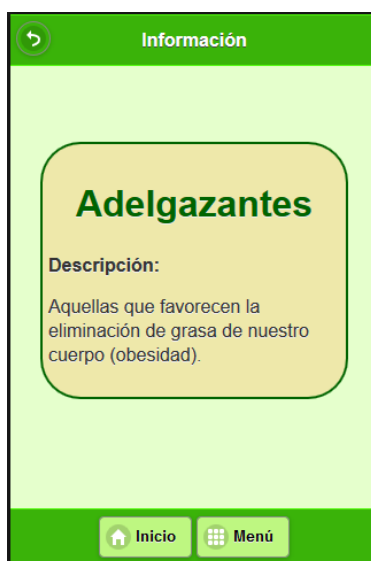 Información
Adelgazantes
Descripción:
Aquellas que favorecen la
eliminación de grasa de nuestro
cuerpo (obesidad).
Inicio
Menú